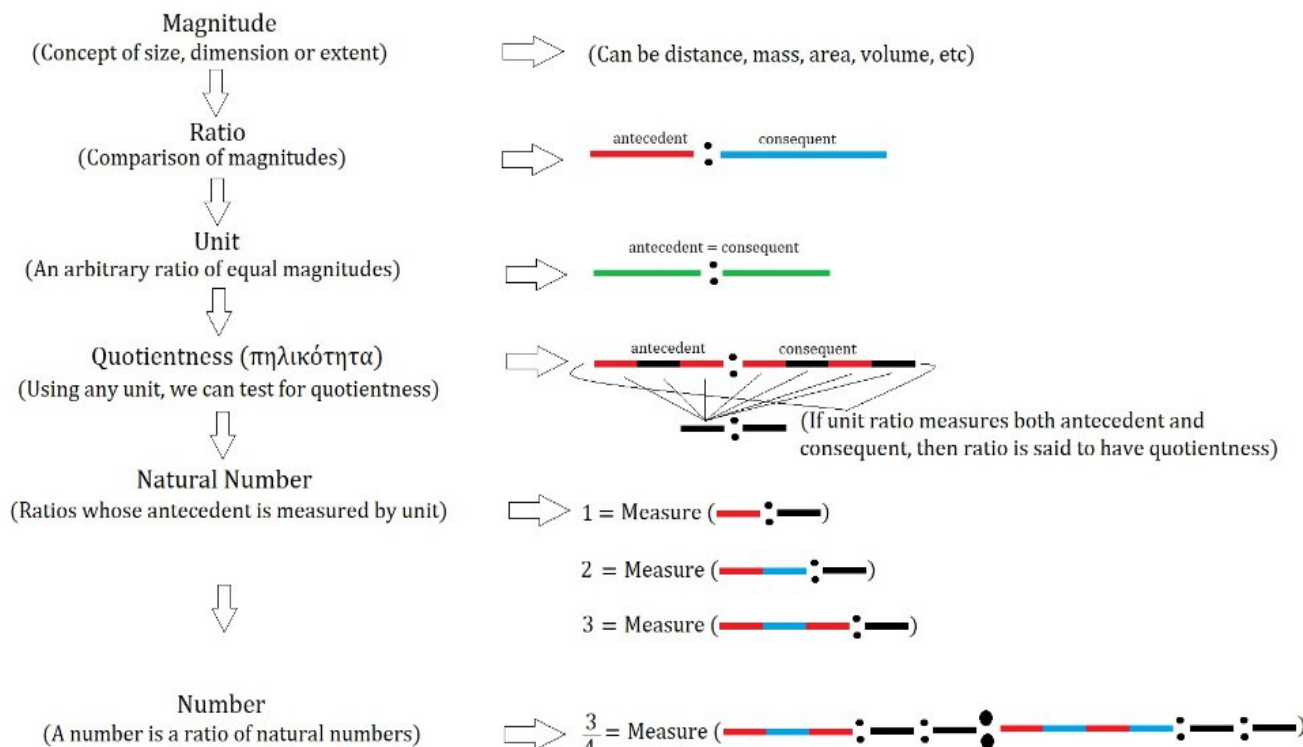 Magnitude
(Concept of size, dimension or extent)
(Can be distance, mass, area, volume, etc)
Ratio
(Comparison of magnitudes)
antecedent : consequent
Unit
(An arbitrary ratio of equal magnitudes)
antecedent = consequent
:
Quotientness (πηλικότητα)
(Using any unit, we can test for quotientness)
antecedent : consequent
:
(If unit ratio measures both antecedent and
consequent, then ratio is said to have quotientness)
Natural Number
(Ratios whose antecedent is measured by unit)
1 = Measure ( : )
2 = Measure ( : )
3 = Measure ( : )
Number
(A number is a ratio of natural numbers)
3/4 = Measure ( : : : : : )